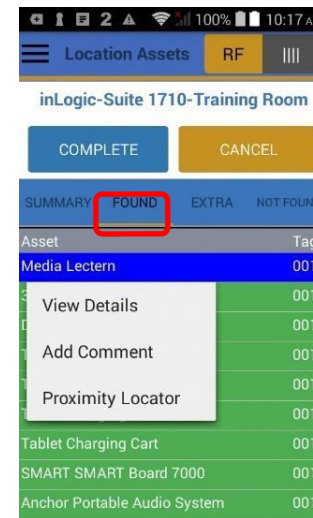 2 100% 10:17 A
Location Assets RF
inLogic-Suite 1710-Training Room
COMPLETE CANCEL
SUMMARY FOUND EXTRA NOT FOUN
Asset Tag
Media Lectern 001
001
View Details
001
Add Comment 001
001
Proximity Locator 001
Tablet Charging Cart 001
SMART SMART Board 7000 001
Anchor Portable Audio System 001